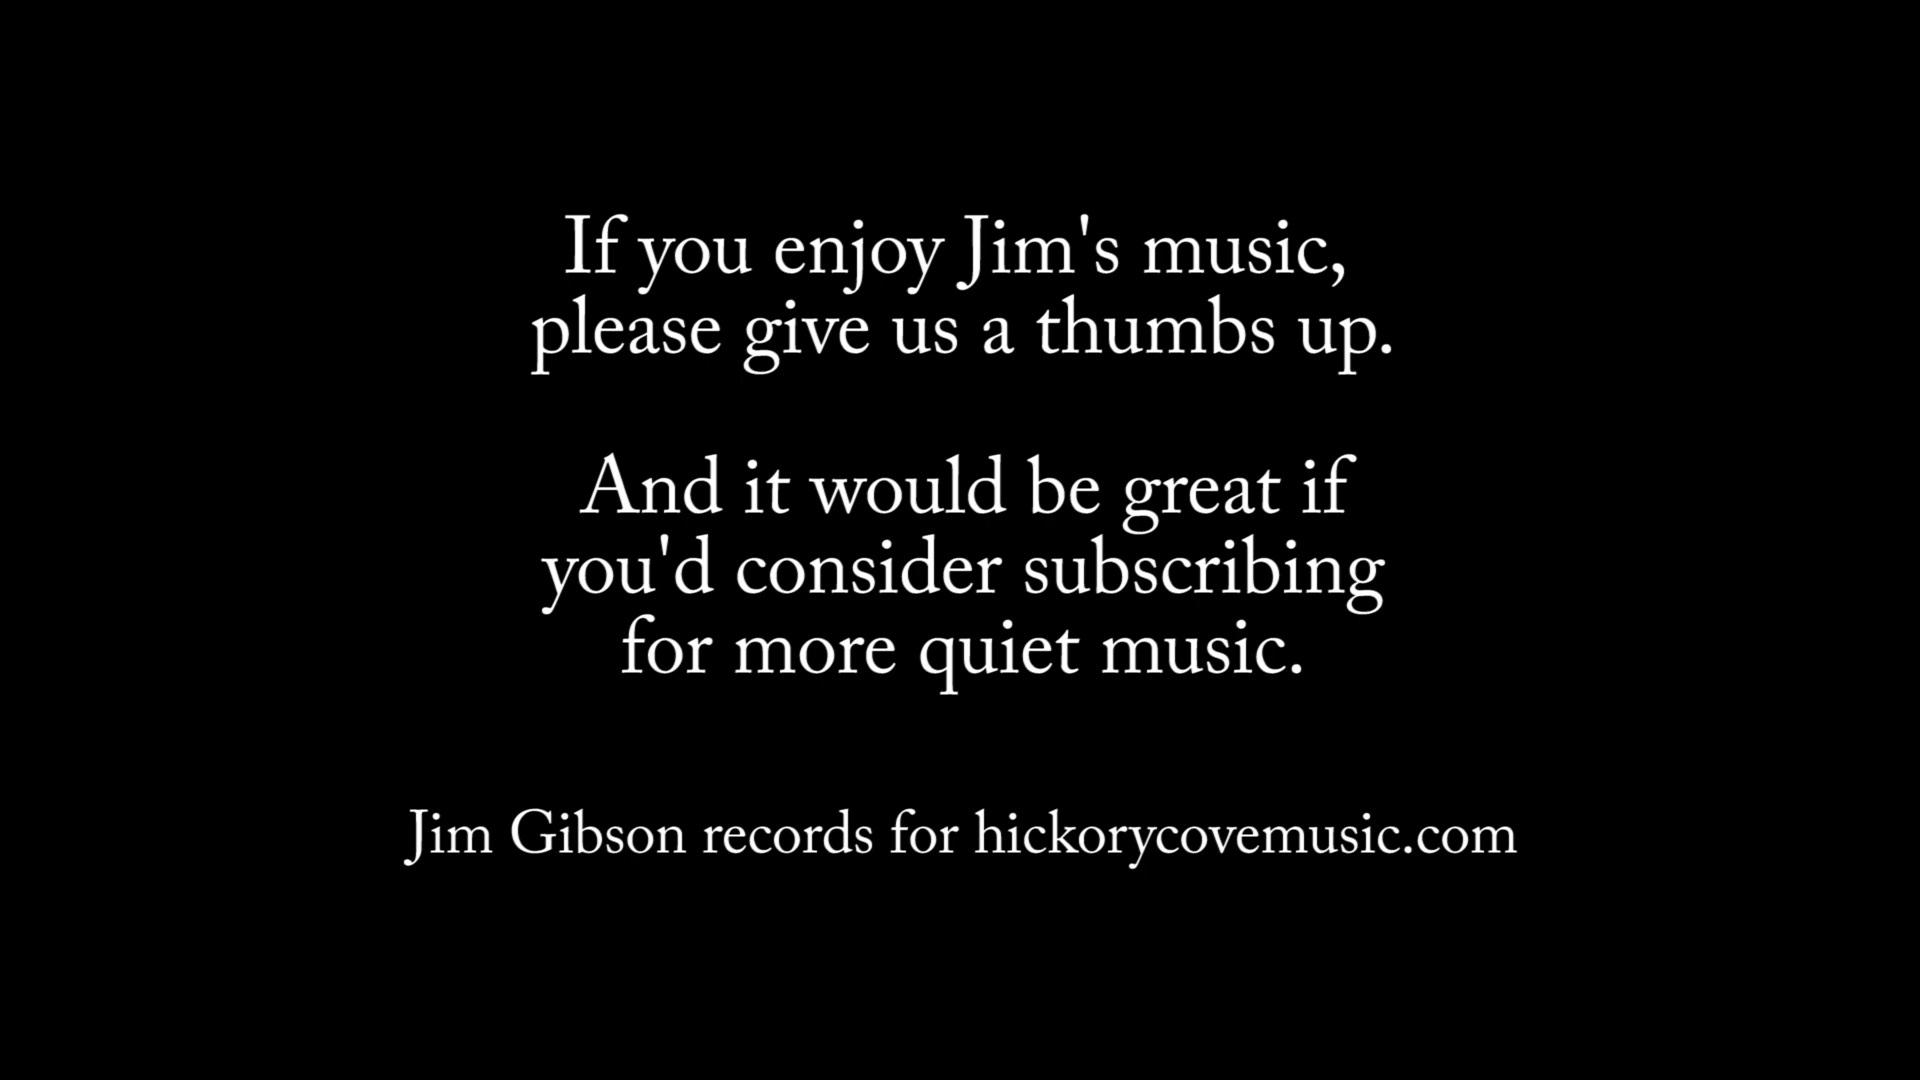 If you enjoy Jim's music,
please give us a thumbs up.
And it would be great if
you'd consider subscribing
for more quiet music.
Jim Gibson records for hickorycovemusic.com